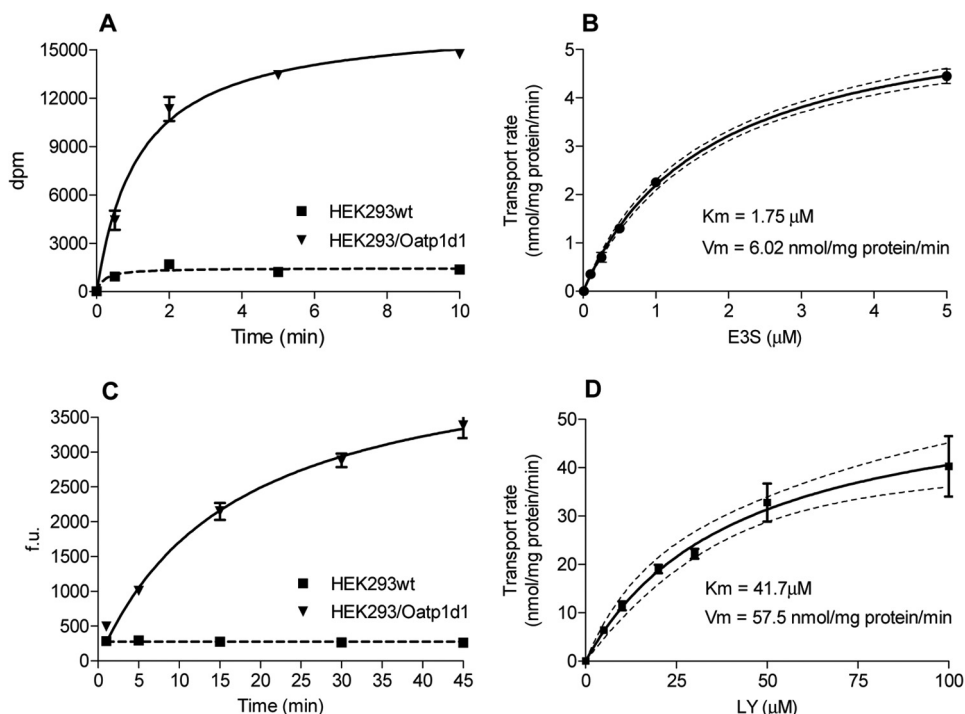 A
15000
12000
9000
6000
3000
0
dpm
0
2
4
6
8
10
Time (min)
HEK293wt
HEK293/Oatp1d1
B
5
4
3
2
1
0
Transport rate
(nmol/mg protein/min)
0
1
2
3
4
5
E3S (μM)
Km = 1.75 μM
Vm = 6.02 nmol/mg protein/min
C
3500
3000
2500
2000
1500
1000
500
0
f.u.
0
5
10
15
20
25
30
35
40
45
Time (min)
HEK293wt
HEK293/Oatp1d1
D
50
40
30
20
10
0
Transport rate
(nmol/mg protein/min)
0
25
50
75
100
LY (μM)
Km = 41.7μM
Vm = 57.5 nmol/mg protein/min